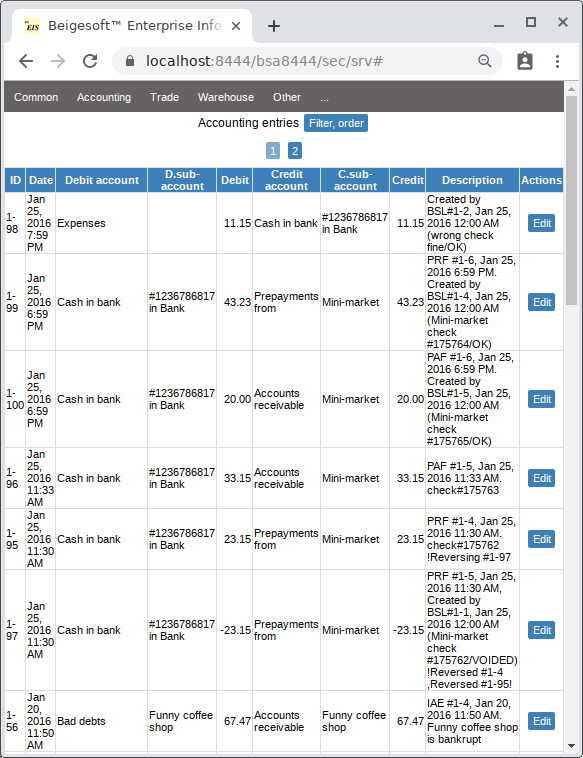 EIS Beigesoft™ Enterprise Info
localhost:8444/bsa8444/sec/srv#
Common Accounting Trade Warehouse Other ...
Accounting entries Filter, order
1 2
ID Date Debit account D.sub-account Debit Credit account C.sub-account Credit Description Actions
1-98
Jan 25, 2016 7:59 PM
Expenses
11.15
Cash in bank
#1236786817 in Bank
11.15
Created by
BSL#1-2, Jan 25,
2016 12:00 AM
(wrong check
fine/OK)
Edit
1-99
Jan 25, 2016 6:59 PM
Cash in bank
#1236786817 in Bank
43.23
Prepayments from
Mini-market
43.23
PRF #1-6, Jan 25,
2016 6:59 PM.
Created by
BSL#1-4, Jan 25,
2016 12:00 AM
(Mini-market
check
#175764/OK)
Edit
1-100
Jan 25, 2016 6:59 PM
Cash in bank
#1236786817 in Bank
20.00
Accounts receivable
Mini-market
20.00
PAF #1-6, Jan 25,
2016 6:59 PM.
Created by
BSL#1-5, Jan 25,
2016 12:00 AM
(Mini-market
check
#175765/OK)
Edit
1-96
Jan 25, 2016 11:33 AM
Cash in bank
#1236786817 in Bank
33.15
Accounts receivable
Mini-market
33.15
PAF #1-5, Jan 25,
2016 11:33 AM.
check#175763
Edit
1-95
Jan 25, 2016 11:30 AM
Cash in bank
#1236786817 in Bank
23.15
Prepayments from
Mini-market
23.15
PRF #1-4, Jan 25,
2016 11:30 AM.
check#175762
!Reversing #1-97
Edit
1-97
Jan 25, 2016 11:30 AM
Cash in bank
#1236786817 in Bank
-23.15
Prepayments from
Mini-market
-23.15
PRF #1-5, Jan 25,
2016 11:30 AM,
Created by
BSL#1-1, Jan 25,
2016 12:00 AM
(Mini-market
check
#175762/VOIDED)
!Reversed #1-4
,Reversed #1-95!
Edit
1-56
Jan 20, 2016 11:50 AM
Bad debts
Funny coffee shop
67.47
Accounts receivable
Funny coffee shop
67.47
IAE #1-4, Jan 20,
2016 11:50 AM.
Funny coffee shop
is bankrupt
Edit